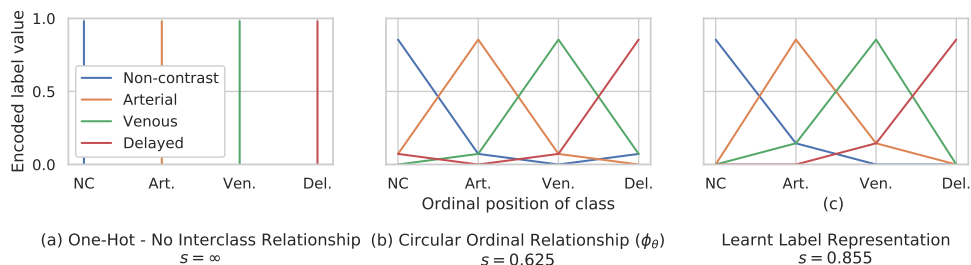 Encoded label value
1.0
0.5
0.0
Non-contrast
Arterial
Venous
Delayed
NC Art. Ven. Del.
NC Art. Ven. Del.
NC Art. Ven. Del.
Ordinal position of class
(c)
(a) One-Hot - No Interclass Relationship
s = ∞
(b) Circular Ordinal Relationship (ϕθ)
s = 0.625
Learnt Label Representation
s = 0.855